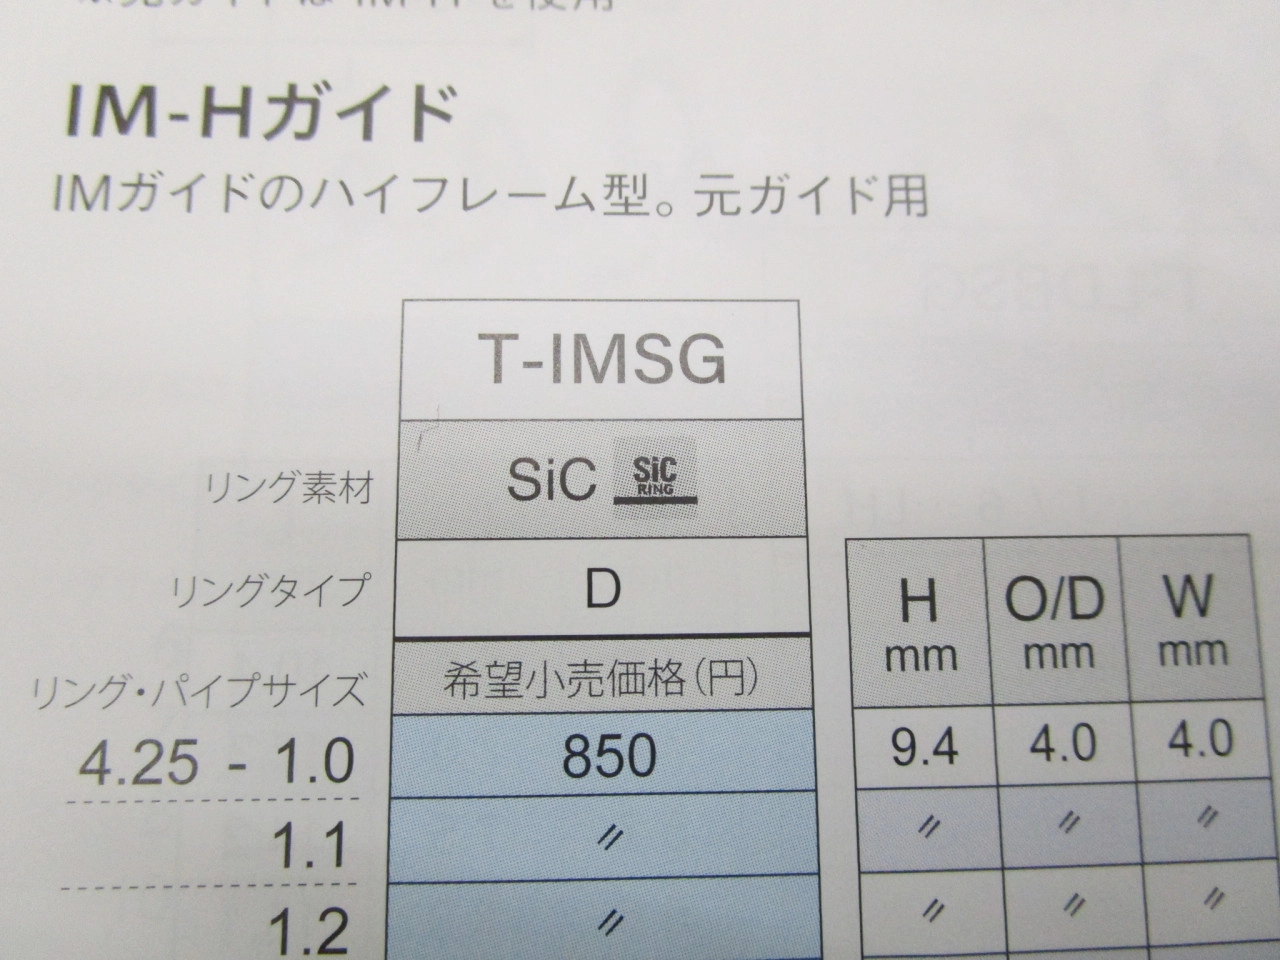 IM-Hガイド
IMガイドのハイフレーム型。元ガイド用
T-IMSG
リング素材 SiC SiC RING
リングタイプ D
H mm O/D mm W mm
リング・パイプサイズ 希望小売価格(円)
4.25 - 1.0 850 9.4 4.0 4.0
1.1 〃 〃 〃 〃
1.2 〃 〃 〃 〃